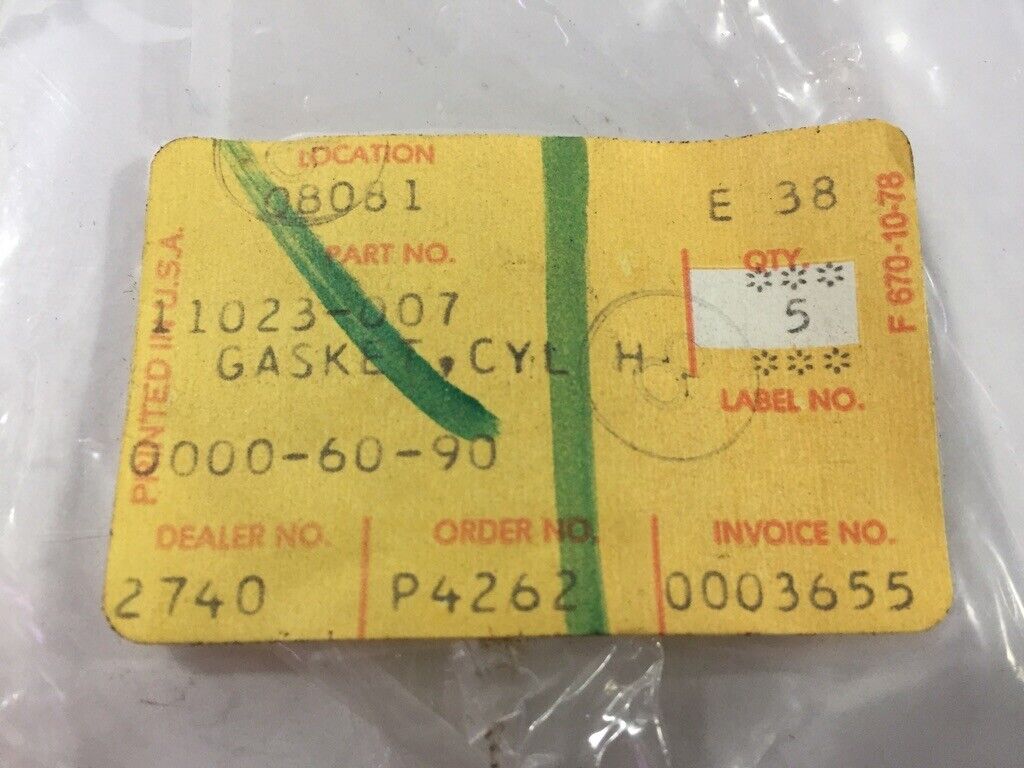 LOCATION
08081
E 38
PART NO.
QTY.
11023-007
*** 
5
GASKET,CYL H
***
LABEL NO.
0000-60-90
DEALER NO.
ORDER NO.
INVOICE NO.
2740
P4262
0003655
PRINTED IN U.S.A.
F 670-10-78